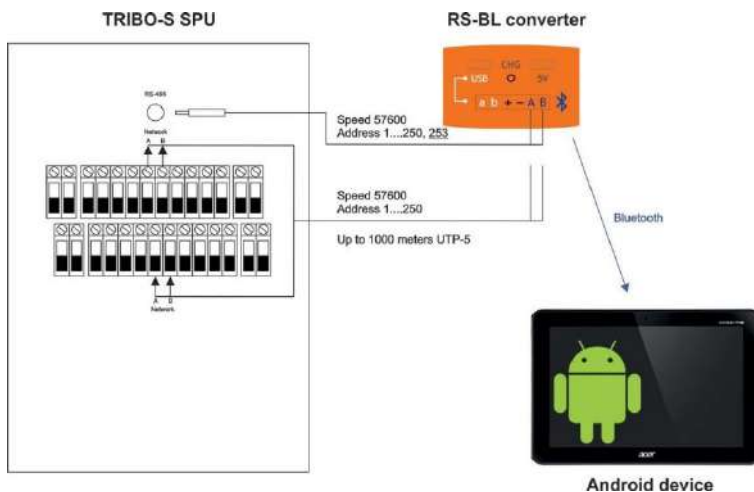 TRIBO-S SPU
RS-BL converter
CHG
USB
5V
a b + - A B
RS-485
Network
A B
Speed 57600
Address 1....250, 253
Speed 57600
Address 1....250
Up to 1000 meters UTP-5
Bluetooth
A B
Network
acer
Android device